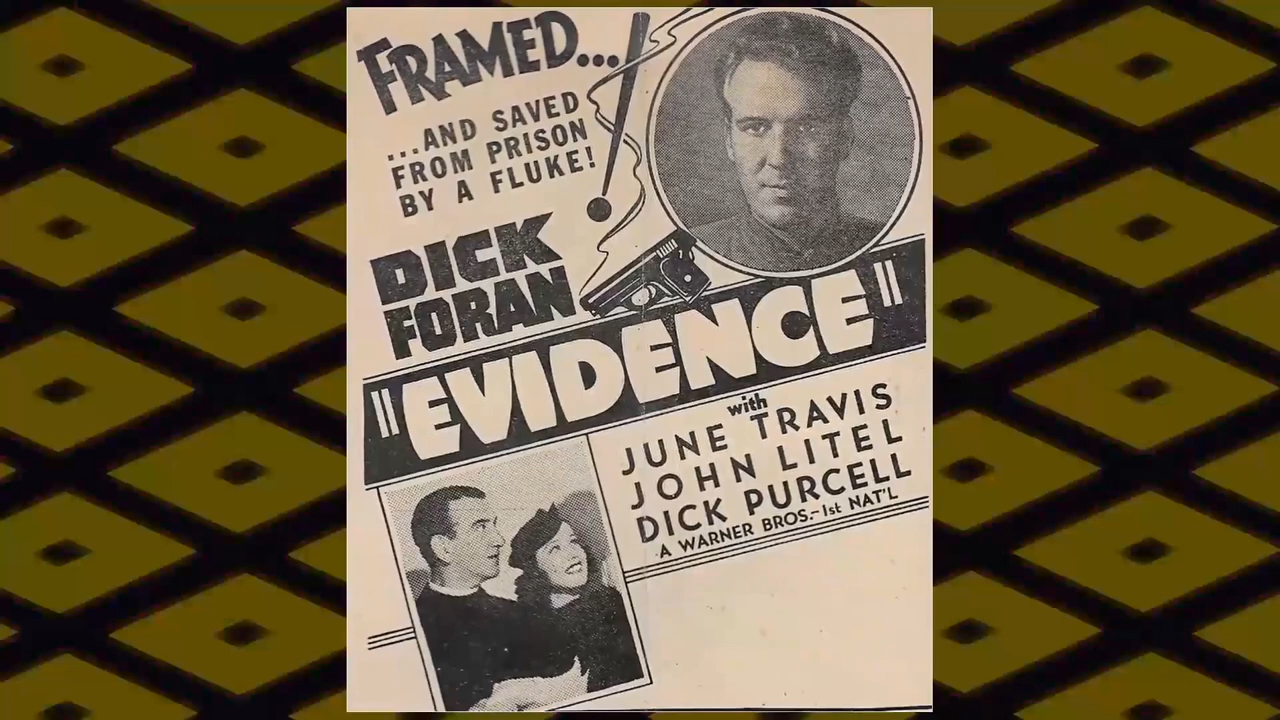 FRAMED...!
...AND SAVED
FROM PRISON
BY A FLUKE!
DICK
FORAN
"EVIDENCE"
with
JUNE TRAVIS
JOHN LITEL
DICK PURCELL
A WARNER BROS.-1st NAT'L